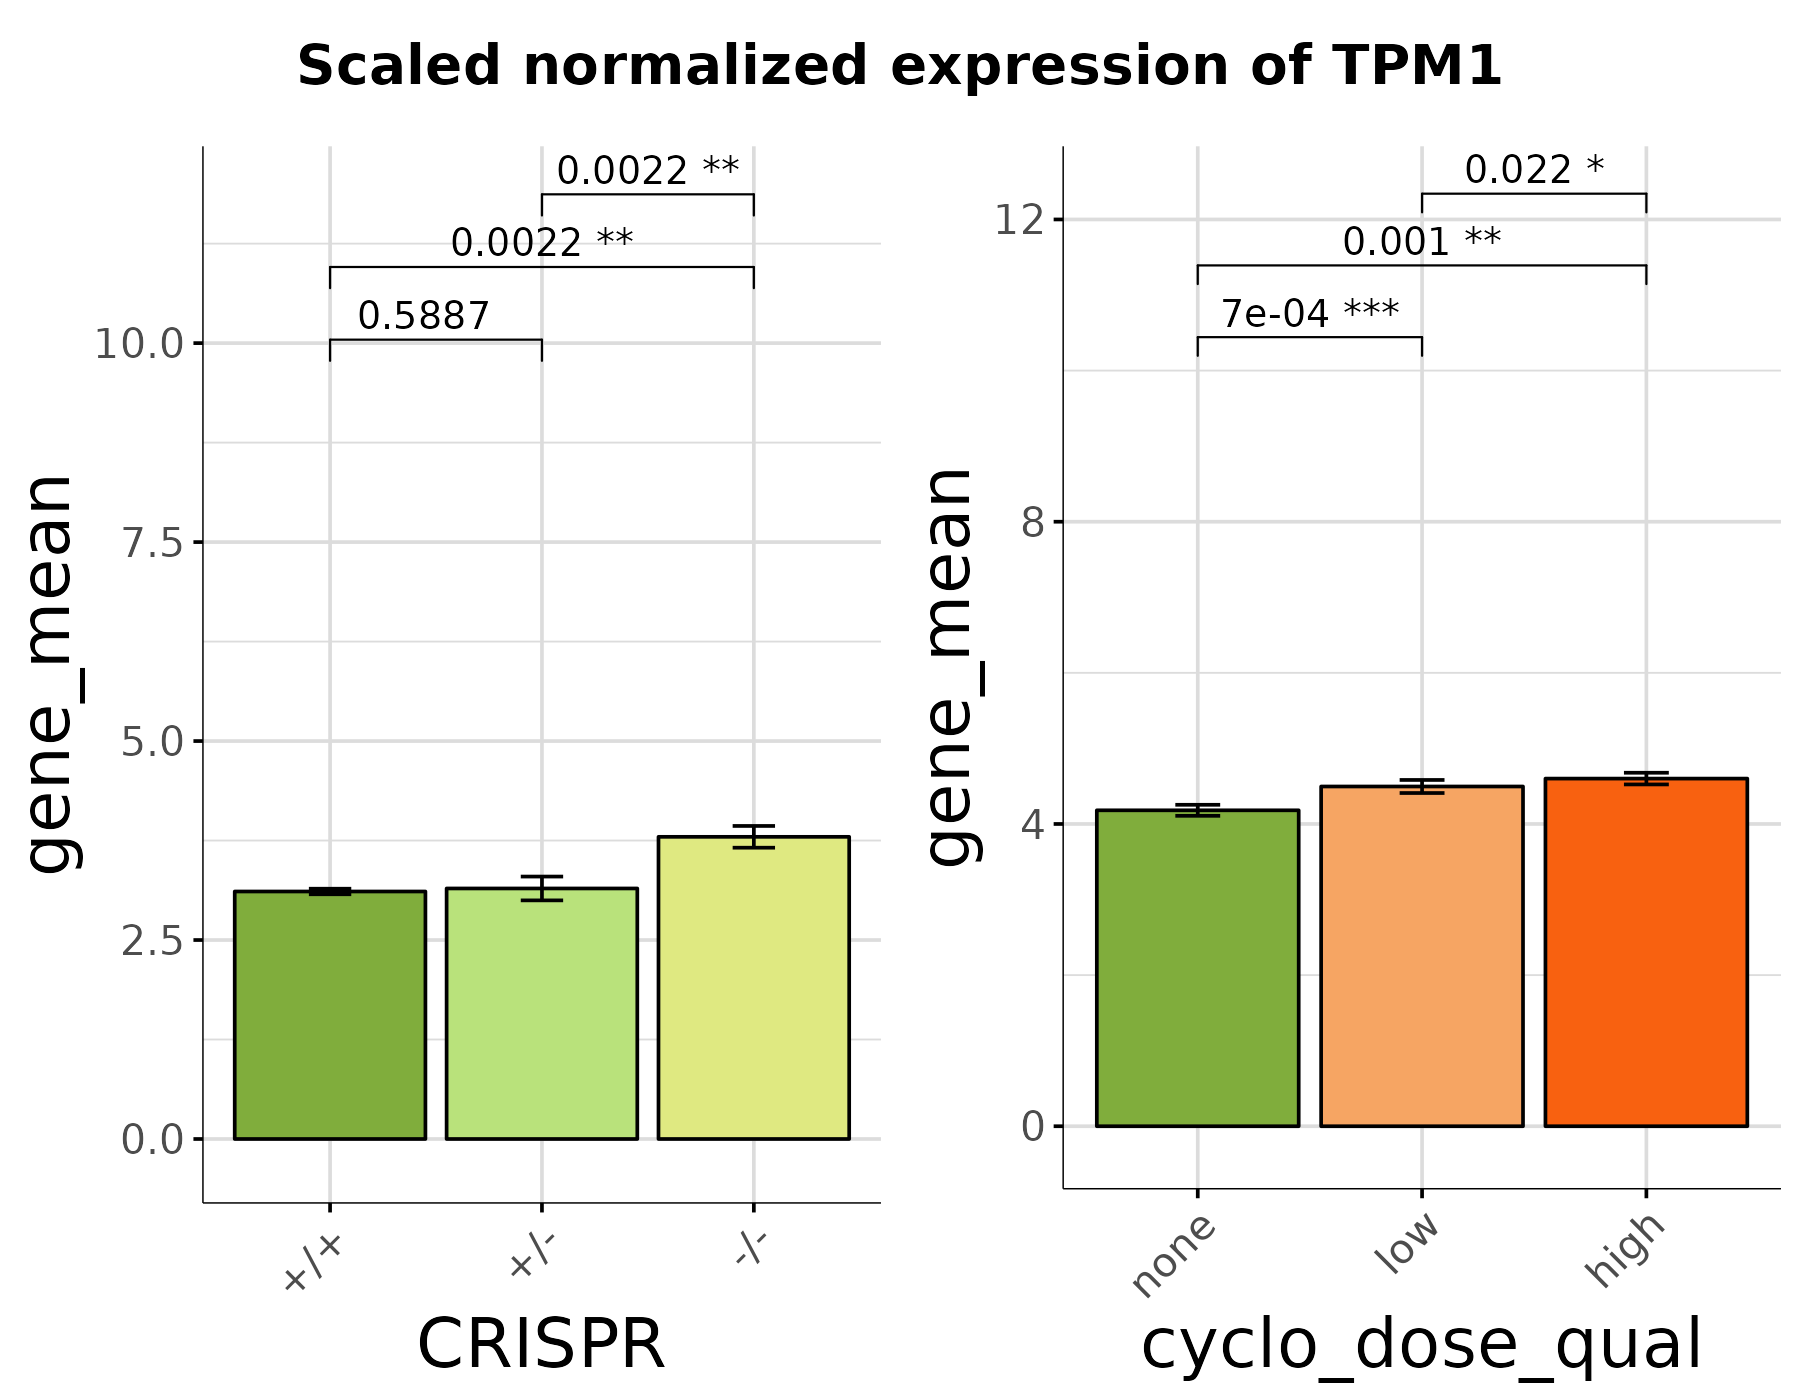 Scaled normalized expression of TPM1
gene_mean
10.0
7.5
5.0
2.5
0.0
0.0022 **
0.0022 **
0.5887
+/+
+/-
-/-
CRISPR
gene_mean
12
8
4
0
0.022 *
0.001 **
7e-04 ***
none
low
high
cyclo_dose_qual